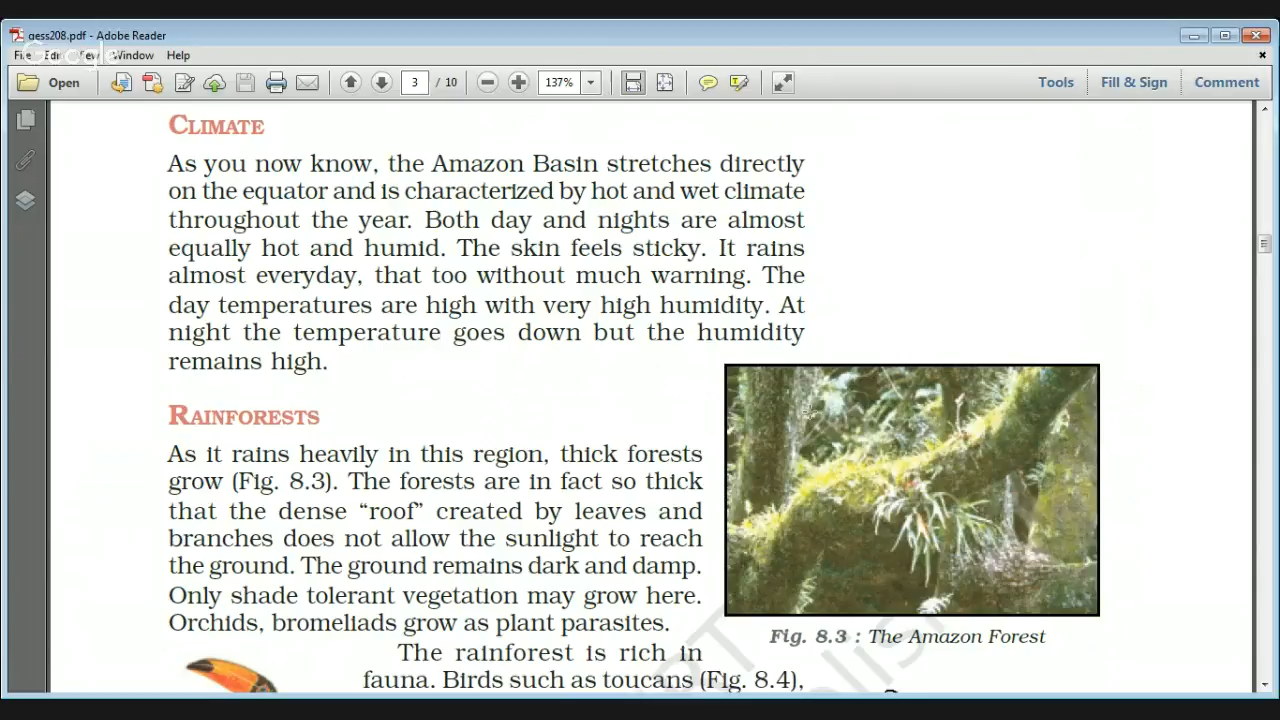 gess208.pdf - Adobe Reader
File Edit View Window Help
Google
Open 3 / 10 137% Tools Fill & Sign Comment
CLIMATE
As you now know, the Amazon Basin stretches directly
on the equator and is characterized by hot and wet climate
throughout the year. Both day and nights are almost
equally hot and humid. The skin feels sticky. It rains
almost everyday, that too without much warning. The
day temperatures are high with very high humidity. At
night the temperature goes down but the humidity
remains high.
RAINFORESTS
As it rains heavily in this region, thick forests
grow (Fig. 8.3). The forests are in fact so thick
that the dense “roof” created by leaves and
branches does not allow the sunlight to reach
the ground. The ground remains dark and damp.
Only shade tolerant vegetation may grow here.
Orchids, bromeliads grow as plant parasites.
The rainforest is rich in
fauna. Birds such as toucans (Fig. 8.4),
Fig. 8.3 : The Amazon Forest